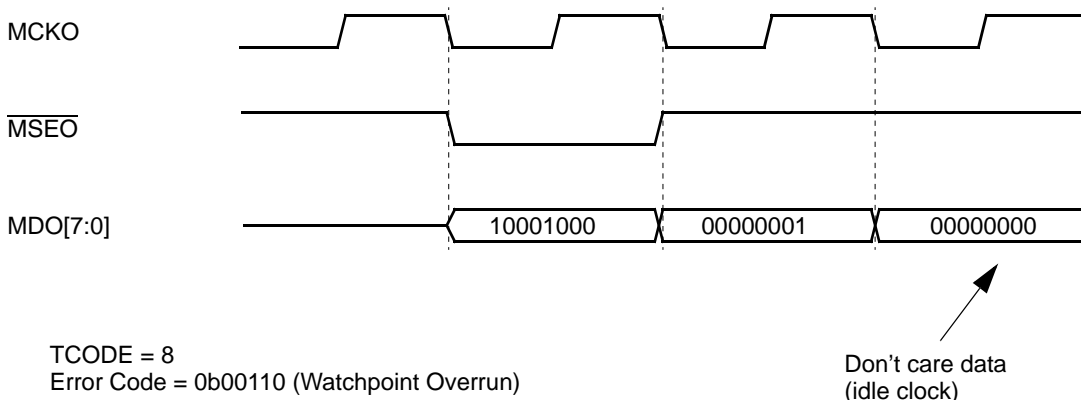 MCKO
MSEO
MDO[7:0]
10001000
00000001
00000000
TCODE = 8
Error Code = 0b00110 (Watchpoint Overrun)
Don't care data
(idle clock)